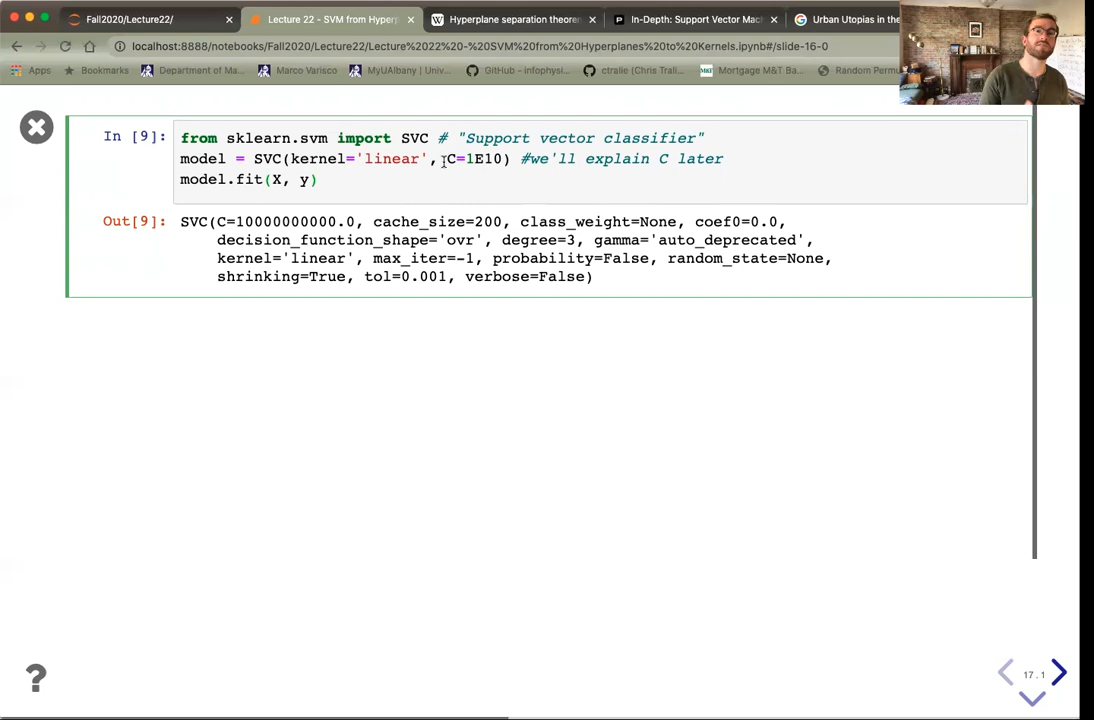 Fall2020/Lecture22/
Lecture 22 - SVM from Hyperp
Hyperplane separation theorem
In-Depth: Support Vector Mac
Urban Utopias in the
localhost:8888/notebooks/Fall2020/Lecture22/Lecture%2022%20-%20SVM%20from%20Hyperplanes%20to%20Kernels.ipynb#/slide-16-0
Apps
Bookmarks
Department of Ma...
Marco Varisco
MyUAlbany | Univ...
GitHub - infophysi...
ctralie (Chris Trali...
M&T
Mortgage M&T Ba...
Random Permu
In [9]:
from sklearn.svm import SVC # "Support vector classifier"
model = SVC(kernel='linear', C=1E10) #we'll explain C later
model.fit(X, y)
Out[9]:
SVC(C=10000000000.0, cache_size=200, class_weight=None, coef0=0.0,
decision_function_shape='ovr', degree=3, gamma='auto_deprecated',
kernel='linear', max_iter=-1, probability=False, random_state=None,
shrinking=True, tol=0.001, verbose=False)
?
17.1